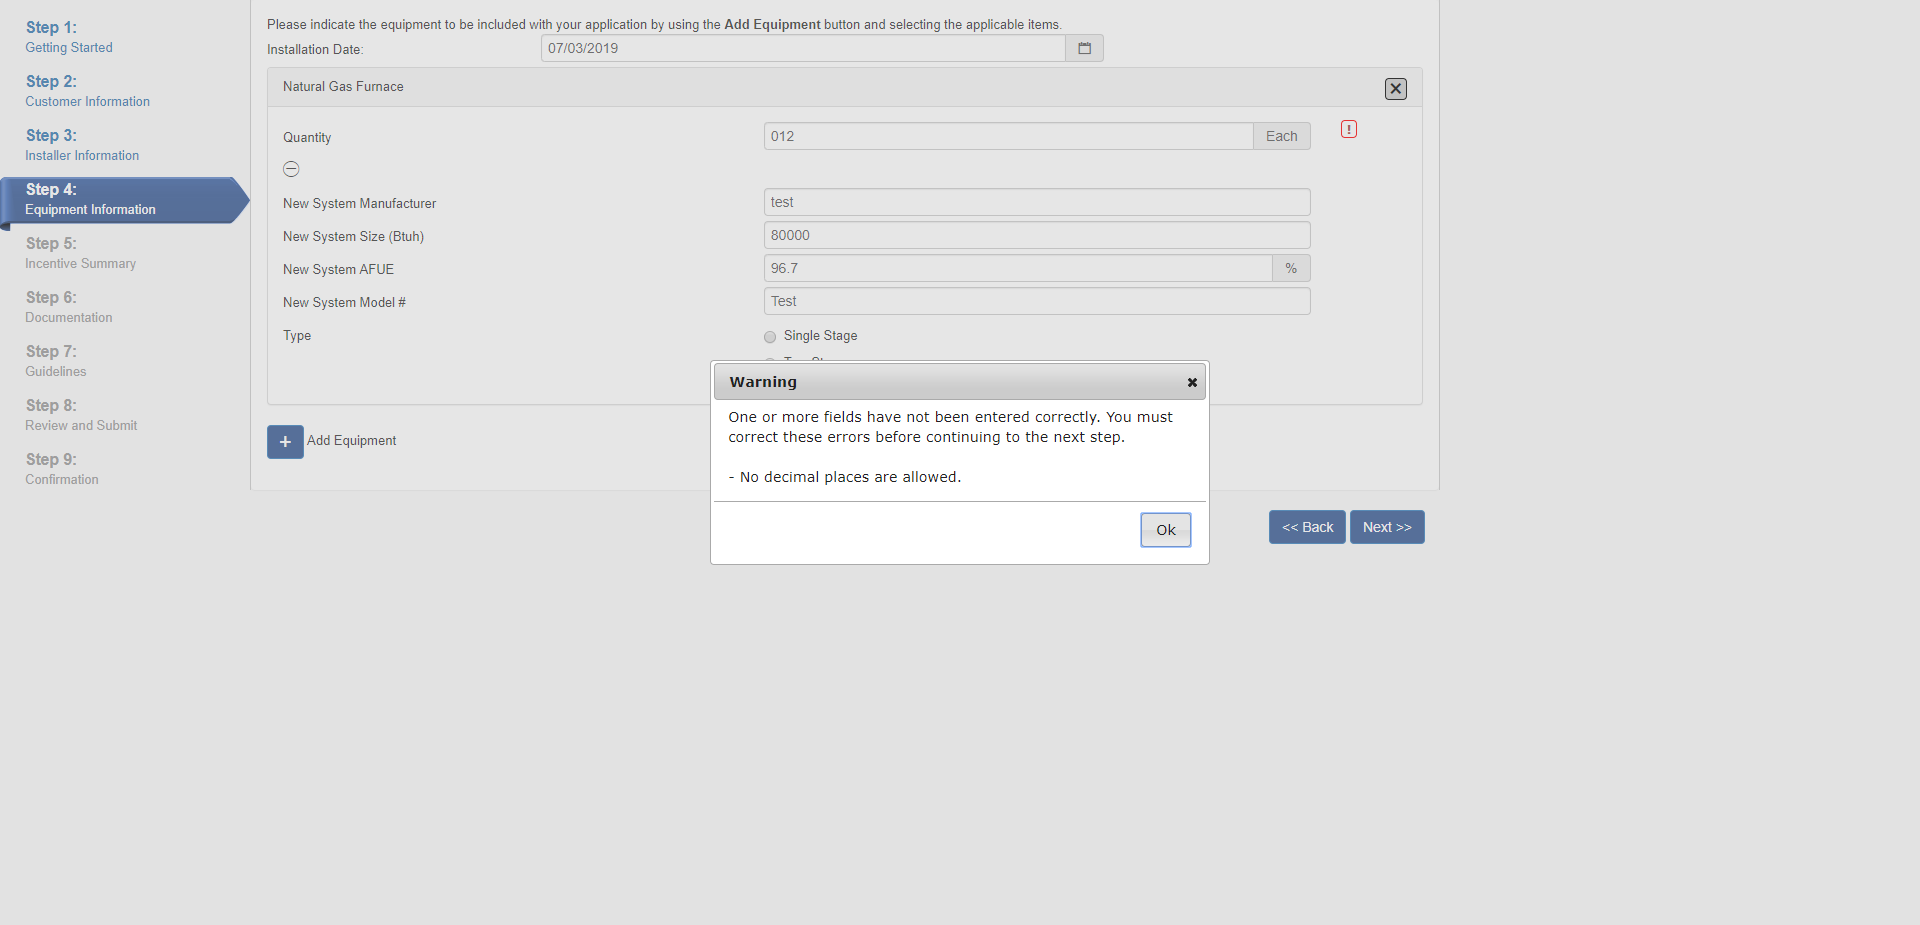 Step 1:
Getting Started
Step 2:
Customer Information
Step 3:
Installer Information
Step 4:
Equipment Information
Step 5:
Incentive Summary
Step 6:
Documentation
Step 7:
Guidelines
Step 8:
Review and Submit
Step 9:
Confirmation
Please indicate the equipment to be included with your application by using the Add Equipment button and selecting the applicable items.
Installation Date: 07/03/2019
Natural Gas Furnace
Quantity 012 Each
New System Manufacturer test
New System Size (Btuh) 80000
New System AFUE 96.7 %
New System Model # Test
Type Single Stage
Warning
One or more fields have not been entered correctly. You must
correct these errors before continuing to the next step.
- No decimal places are allowed.
Ok
+ Add Equipment
<< Back Next >>